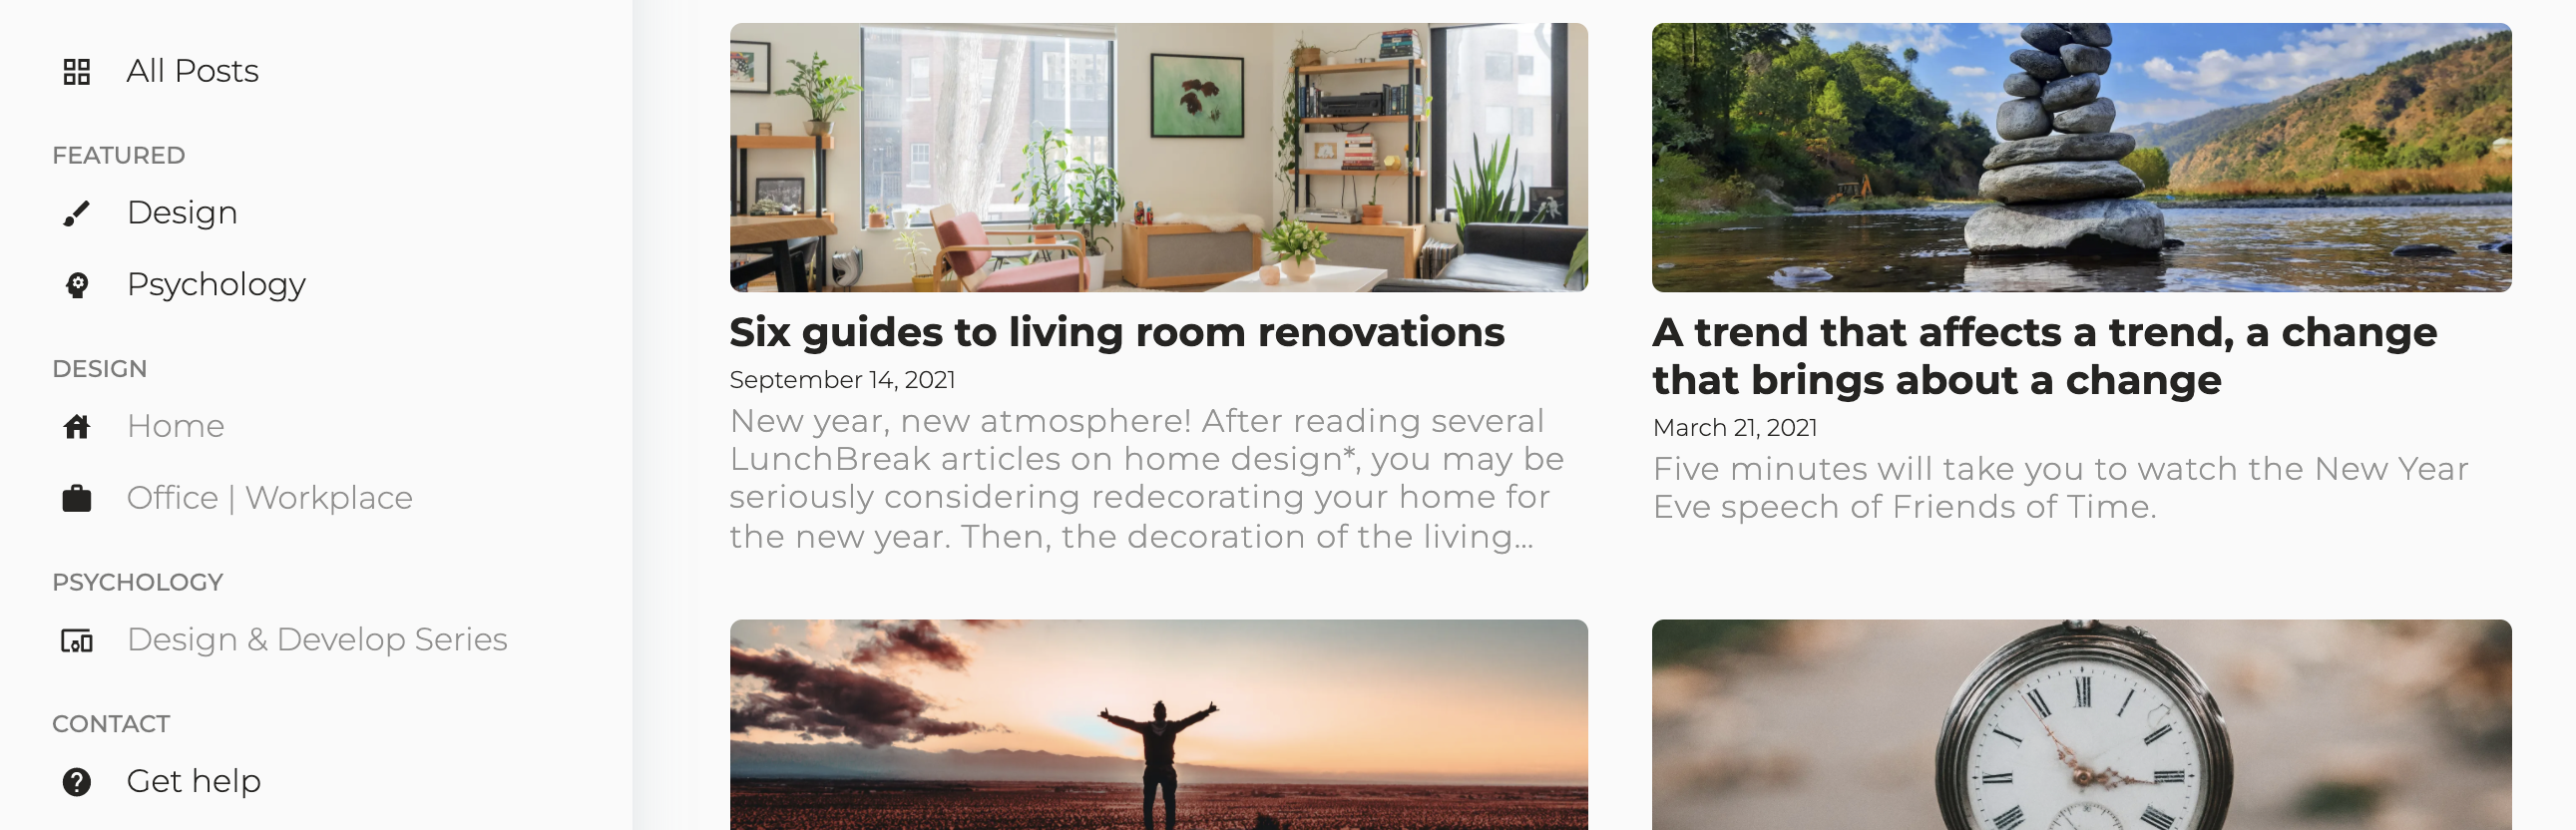 All Posts
FEATURED
Design
Psychology
DESIGN
Home
Office | Workplace
PSYCHOLOGY
Design & Develop Series
CONTACT
Get help
Six guides to living room renovations
September 14, 2021
New year, new atmosphere! After reading several
LunchBreak articles on home design*, you may be
seriously considering redecorating your home for
the new year. Then, the decoration of the living...
A trend that affects a trend, a change
that brings about a change
March 21, 2021
Five minutes will take you to watch the New Year
Eve speech of Friends of Time.